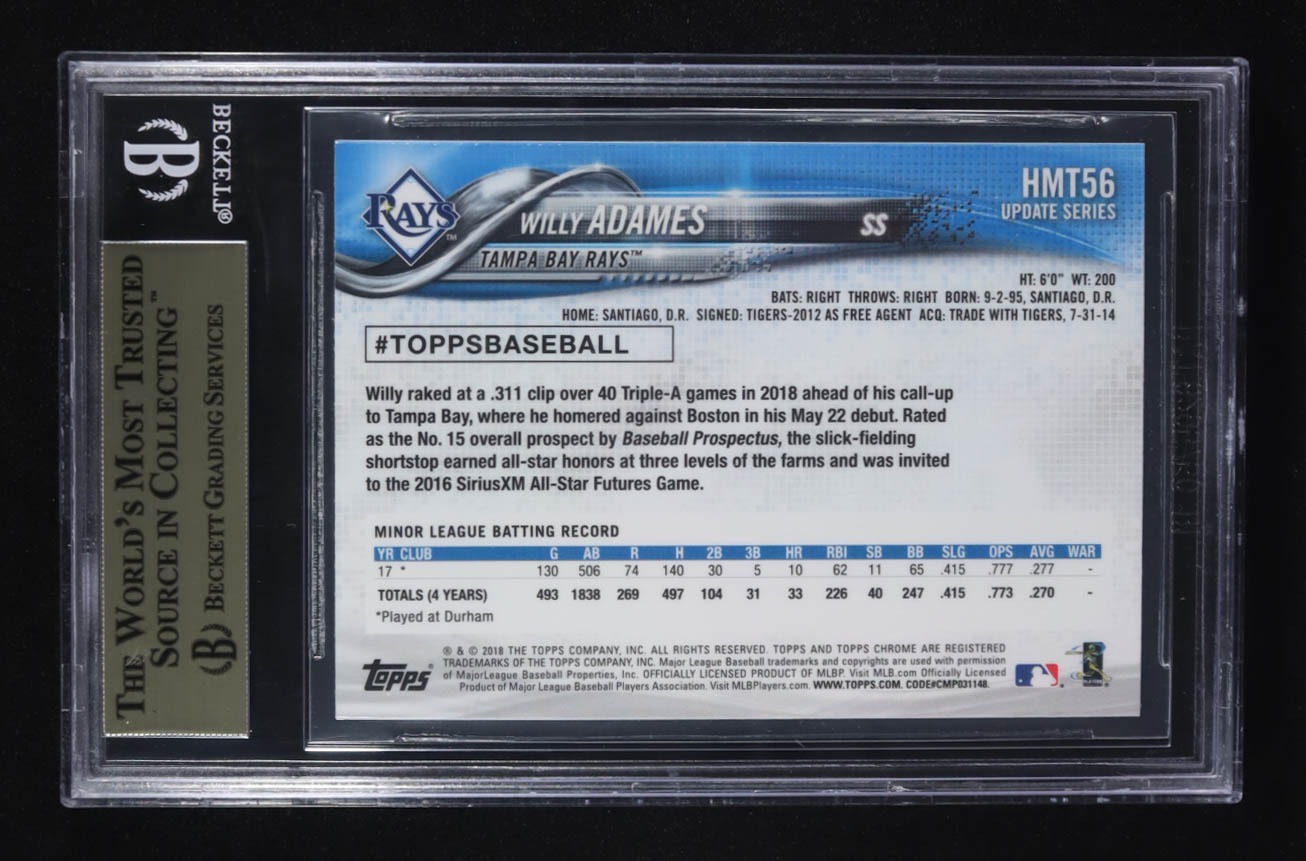 BECKETT®
B
THE WORLD'S MOST TRUSTED
SOURCE IN COLLECTING™
B BECKETT GRADING SERVICES
RAYS™
WILLY ADAMES
SS
TAMPA BAY RAYS™
HMT56
UPDATE SERIES
HT: 6'0" WT: 200
BATS: RIGHT THROWS: RIGHT BORN: 9-2-95, SANTIAGO, D.R.
HOME: SANTIAGO, D.R. SIGNED: TIGERS-2012 AS FREE AGENT ACQ: TRADE WITH TIGERS, 7-31-14
#TOPPSBASEBALL
Willy raked at a .311 clip over 40 Triple-A games in 2018 ahead of his call-up
to Tampa Bay, where he homered against Boston in his May 22 debut. Rated
as the No. 15 overall prospect by Baseball Prospectus, the slick-fielding
shortstop earned all-star honors at three levels of the farms and was invited
to the 2016 SiriusXM All-Star Futures Game.
MINOR LEAGUE BATTING RECORD
YR CLUB G AB R H 2B 3B HR RBI SB BB SLG OPS AVG WAR
17 * 130 506 74 140 30 5 10 62 11 65 .415 .777 .277 -
TOTALS (4 YEARS) 493 1838 269 497 104 31 33 226 40 247 .415 .773 .270 -
*Played at Durham
Topps®
® & © 2018 THE TOPPS COMPANY, INC. ALL RIGHTS RESERVED. TOPPS AND TOPPS CHROME ARE REGISTERED
TRADEMARKS OF THE TOPPS COMPANY, INC. Major League Baseball trademarks and copyrights are used with permission
of MajorLeague Baseball Properties, Inc. OFFICIALLY LICENSED PRODUCT OF MLBP. Visit MLB.com Officially Licensed
Product of Major League Baseball Players Association. Visit MLBPlayers.com. WWW.TOPPS.COM. CODE#CMP031148.